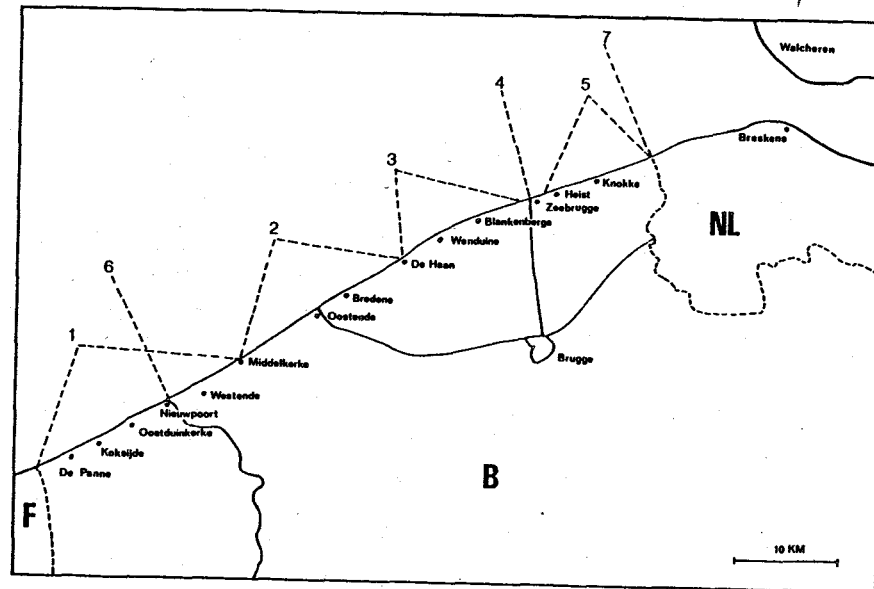 7
Walcheren
4
5
Breskens
3
Knokke
Heist
Zeebrugge
Blankenberge
NL
2
Wenduine
De Haan
6
Bredene
Oostende
1
Middelkerke
Brugge
Westende
Nieuwpoort
Oostduinkerke
Koksijde
De Panne
B
F
10 KM